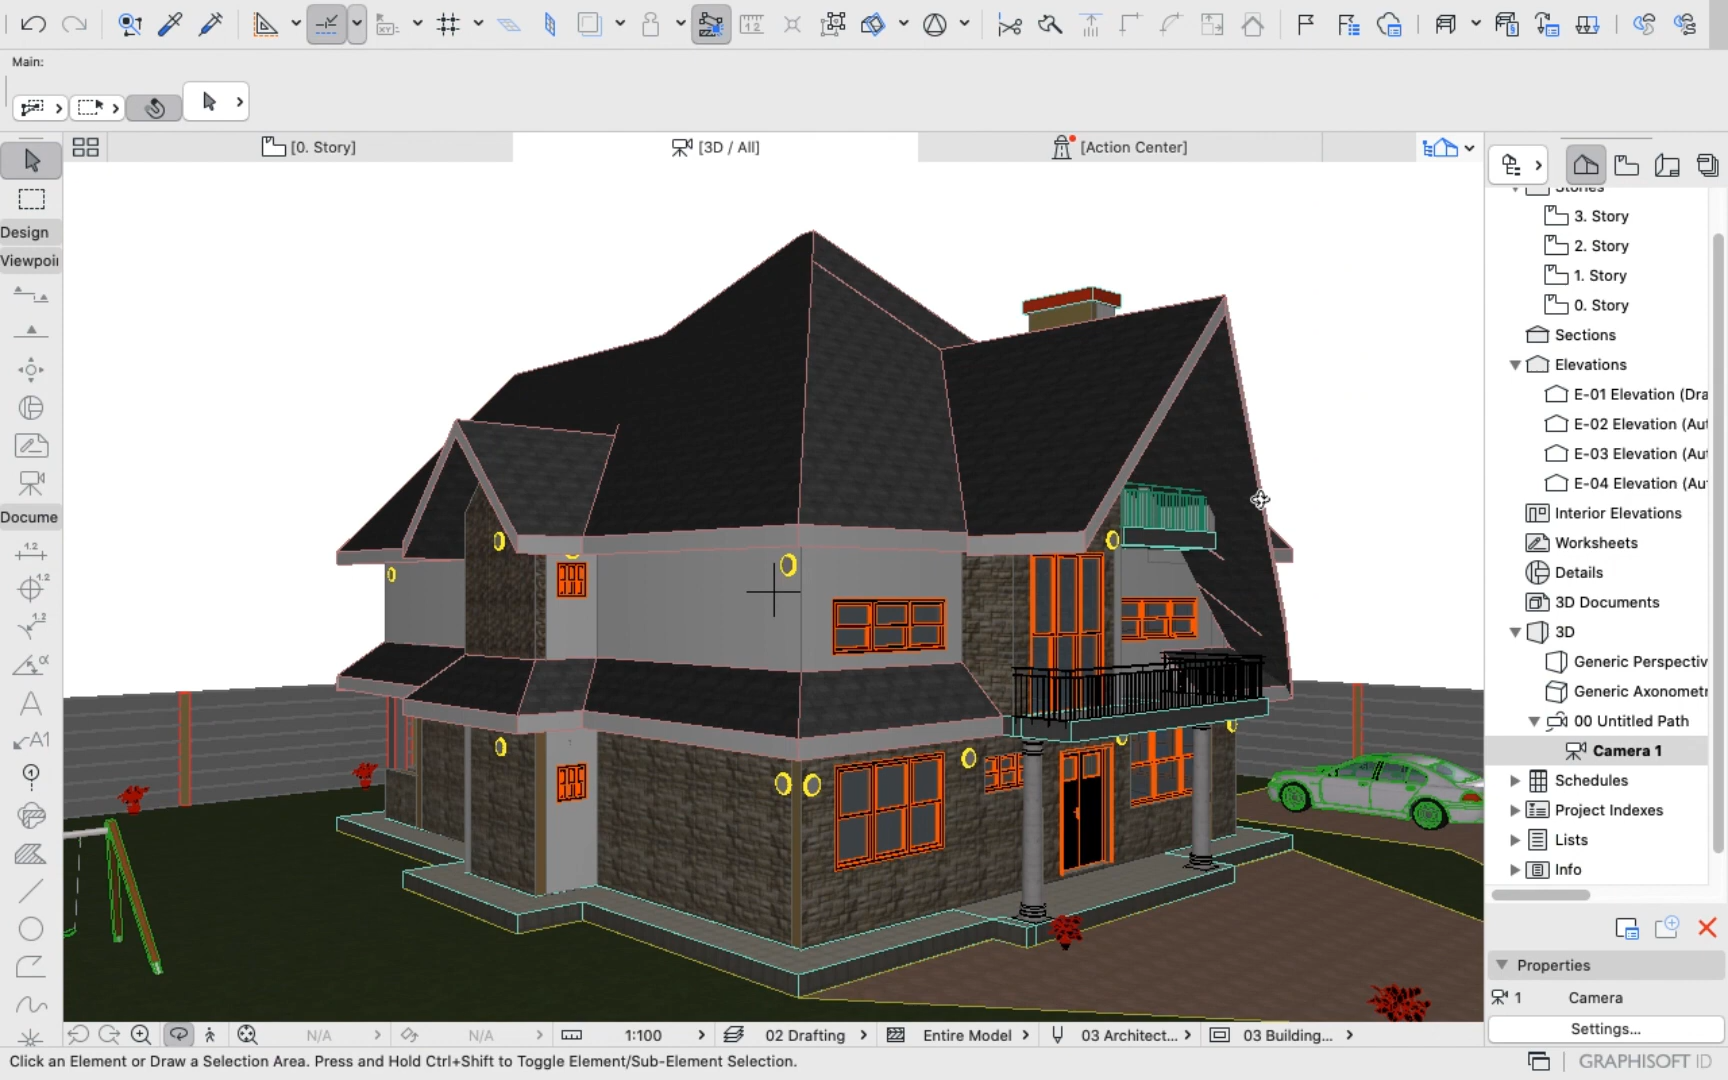 Main:
[0. Story]
[3D / All]
[Action Center]
Design
Viewpoi
Docume
Stories
3. Story
2. Story
1. Story
0. Story
Sections
Elevations
E-01 Elevation (Dra
E-02 Elevation (Aut
E-03 Elevation (Aut
E-04 Elevation (Aut
Interior Elevations
Worksheets
Details
3D Documents
3D
Generic Perspectiv
Generic Axonometr
00 Untitled Path
Camera 1
Schedules
Project Indexes
Lists
Info
Properties
1 Camera
Settings...
N/A
N/A
1:100
02 Drafting
Entire Model
03 Architect...
03 Building...
Click an Element or Draw a Selection Area. Press and Hold Ctrl+Shift to Toggle Element/Sub-Element Selection.
GRAPHISOFT ID